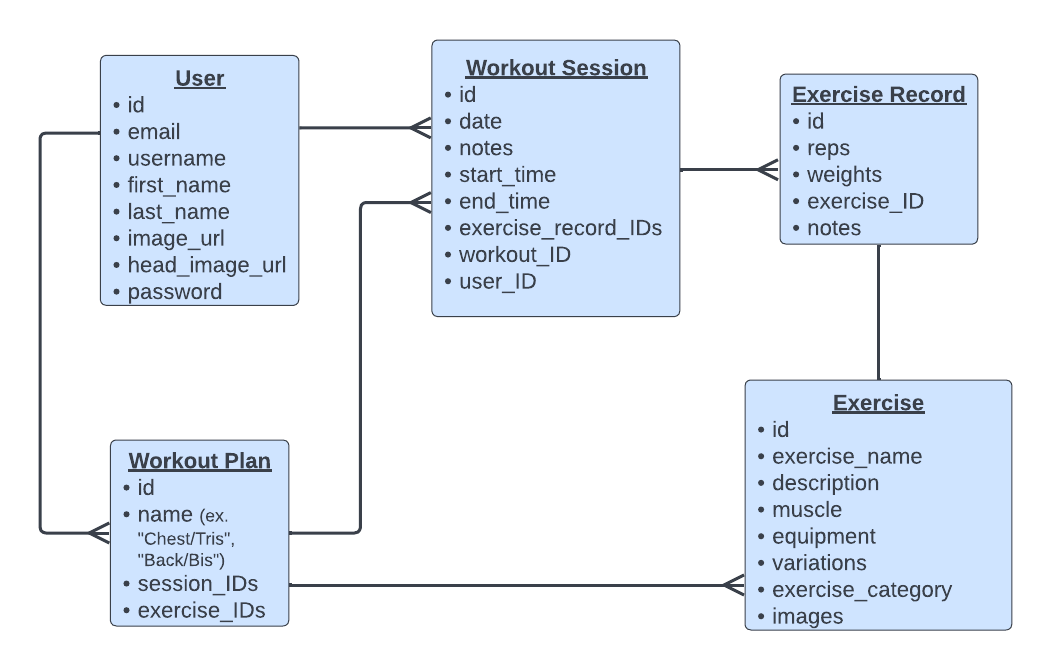 User
• id
• email
• username
• first_name
• last_name
• image_url
• head_image_url
• password
Workout Session
• id
• date
• notes
• start_time
• end_time
• exercise_record_IDs
• workout_ID
• user_ID
Exercise Record
• id
• reps
• weights
• exercise_ID
• notes
Workout Plan
• id
• name (ex.
"Chest/Tris",
"Back/Bis")
• session_IDs
• exercise_IDs
Exercise
• id
• exercise_name
• description
• muscle
• equipment
• variations
• exercise_category
• images